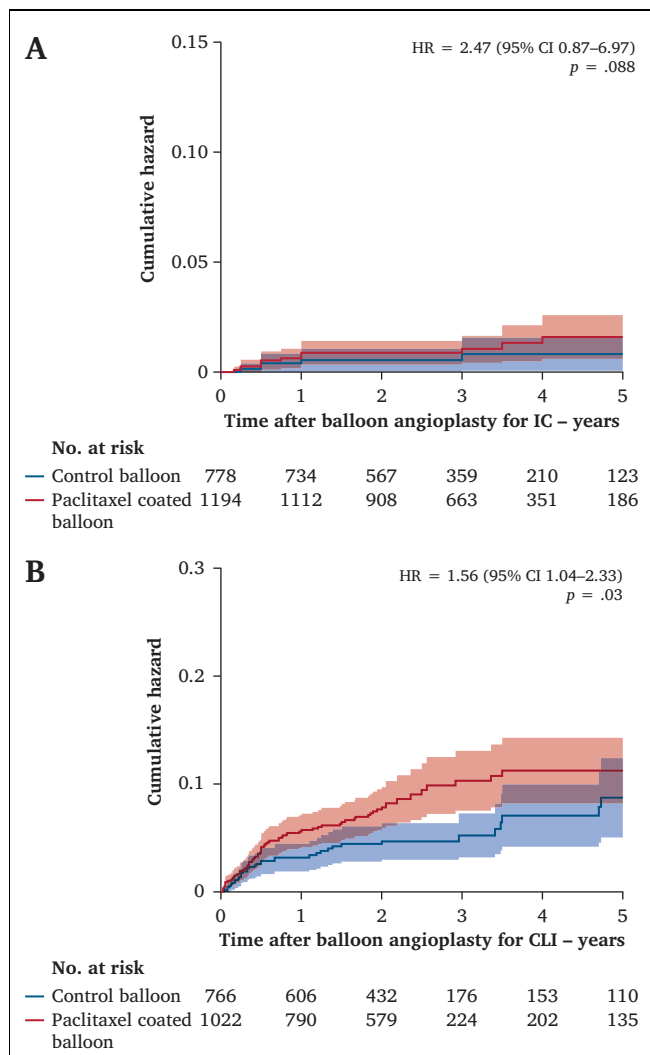 A
HR = 2.47 (95% CI 0.87–6.97)
p = .088
0.15
0.10
0.05
0
Cumulative hazard
0 1 2 3 4 5
Time after balloon angioplasty for IC – years
No. at risk
Control balloon 778 734 567 359 210 123
Paclitaxel coated 1194 1112 908 663 351 186
balloon
B
HR = 1.56 (95% CI 1.04–2.33)
p = .03
0.3
0.2
0.1
0
Cumulative hazard
0 1 2 3 4 5
Time after balloon angioplasty for CLI – years
No. at risk
Control balloon 766 606 432 176 153 110
Paclitaxel coated 1022 790 579 224 202 135
balloon